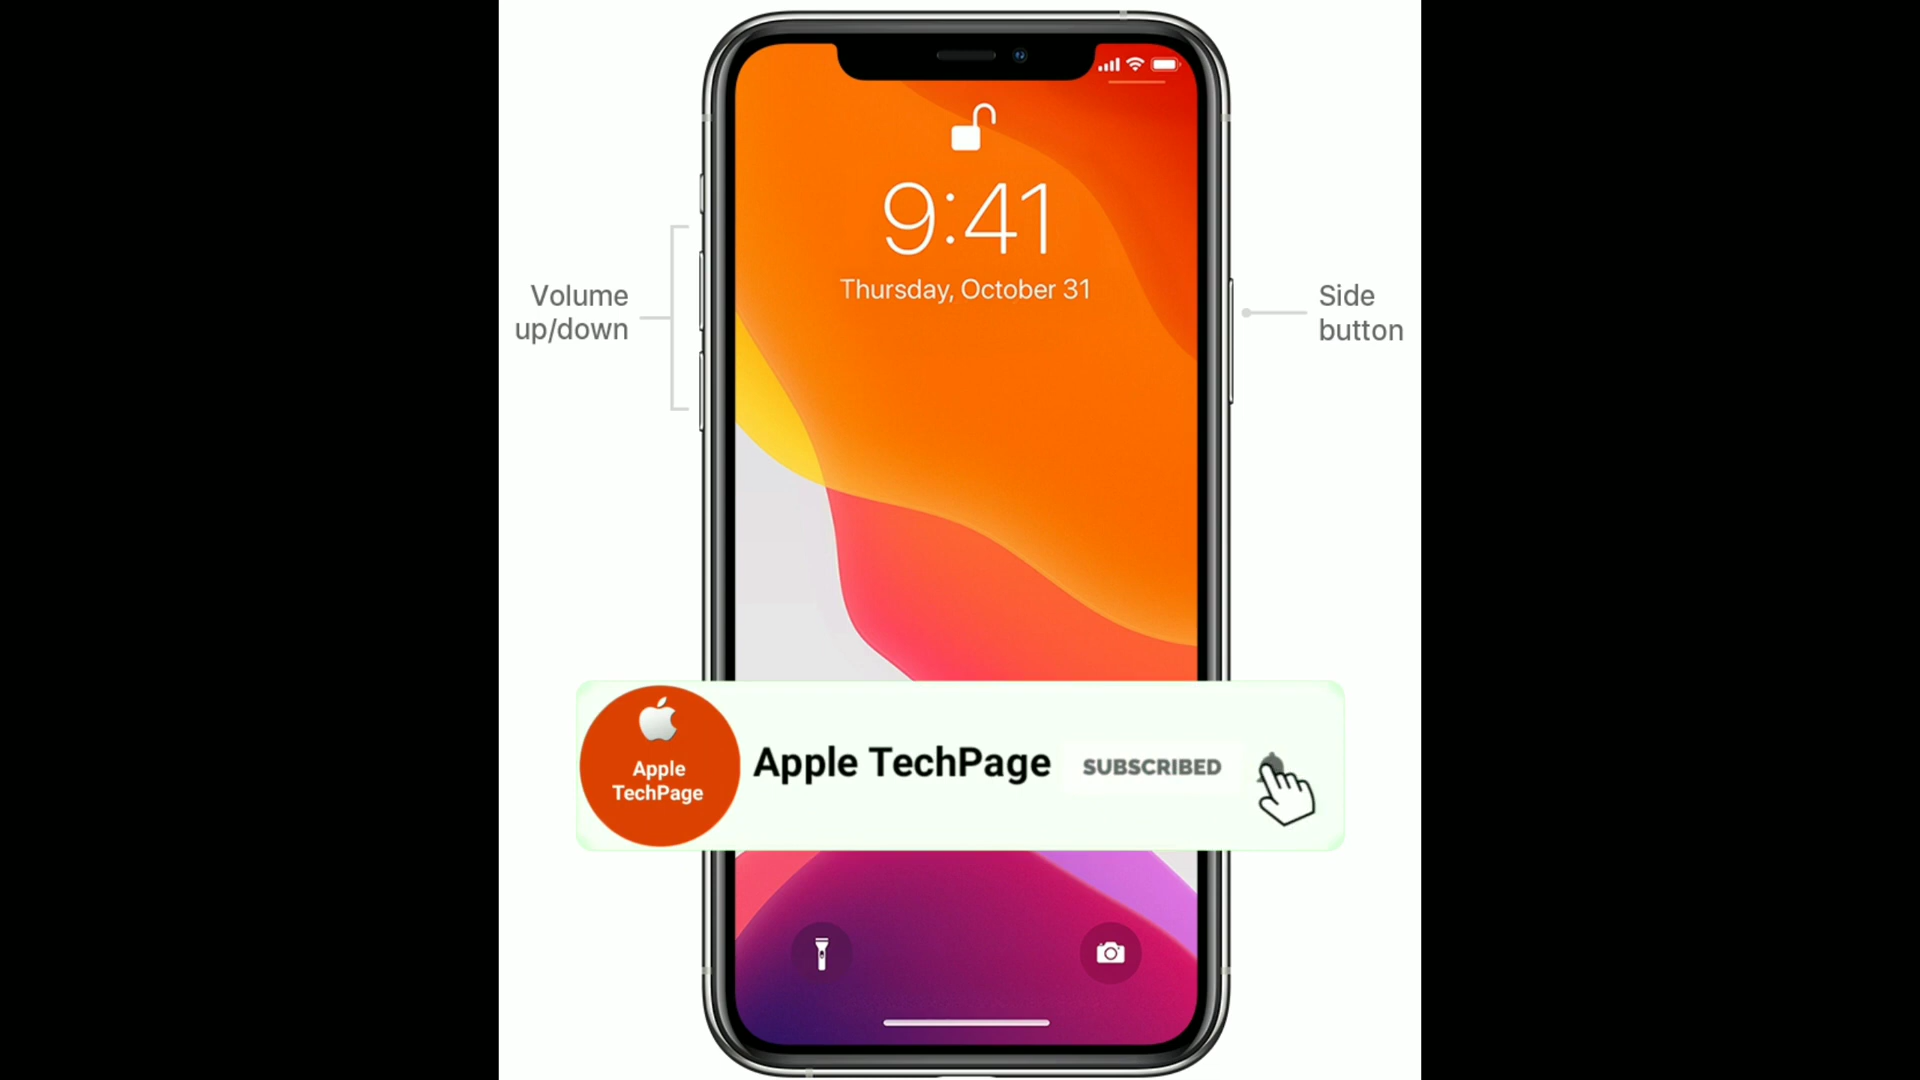 9:41
Thursday, October 31
Volume
up/down
Side
button
Apple
TechPage
Apple TechPage
SUBSCRIBED